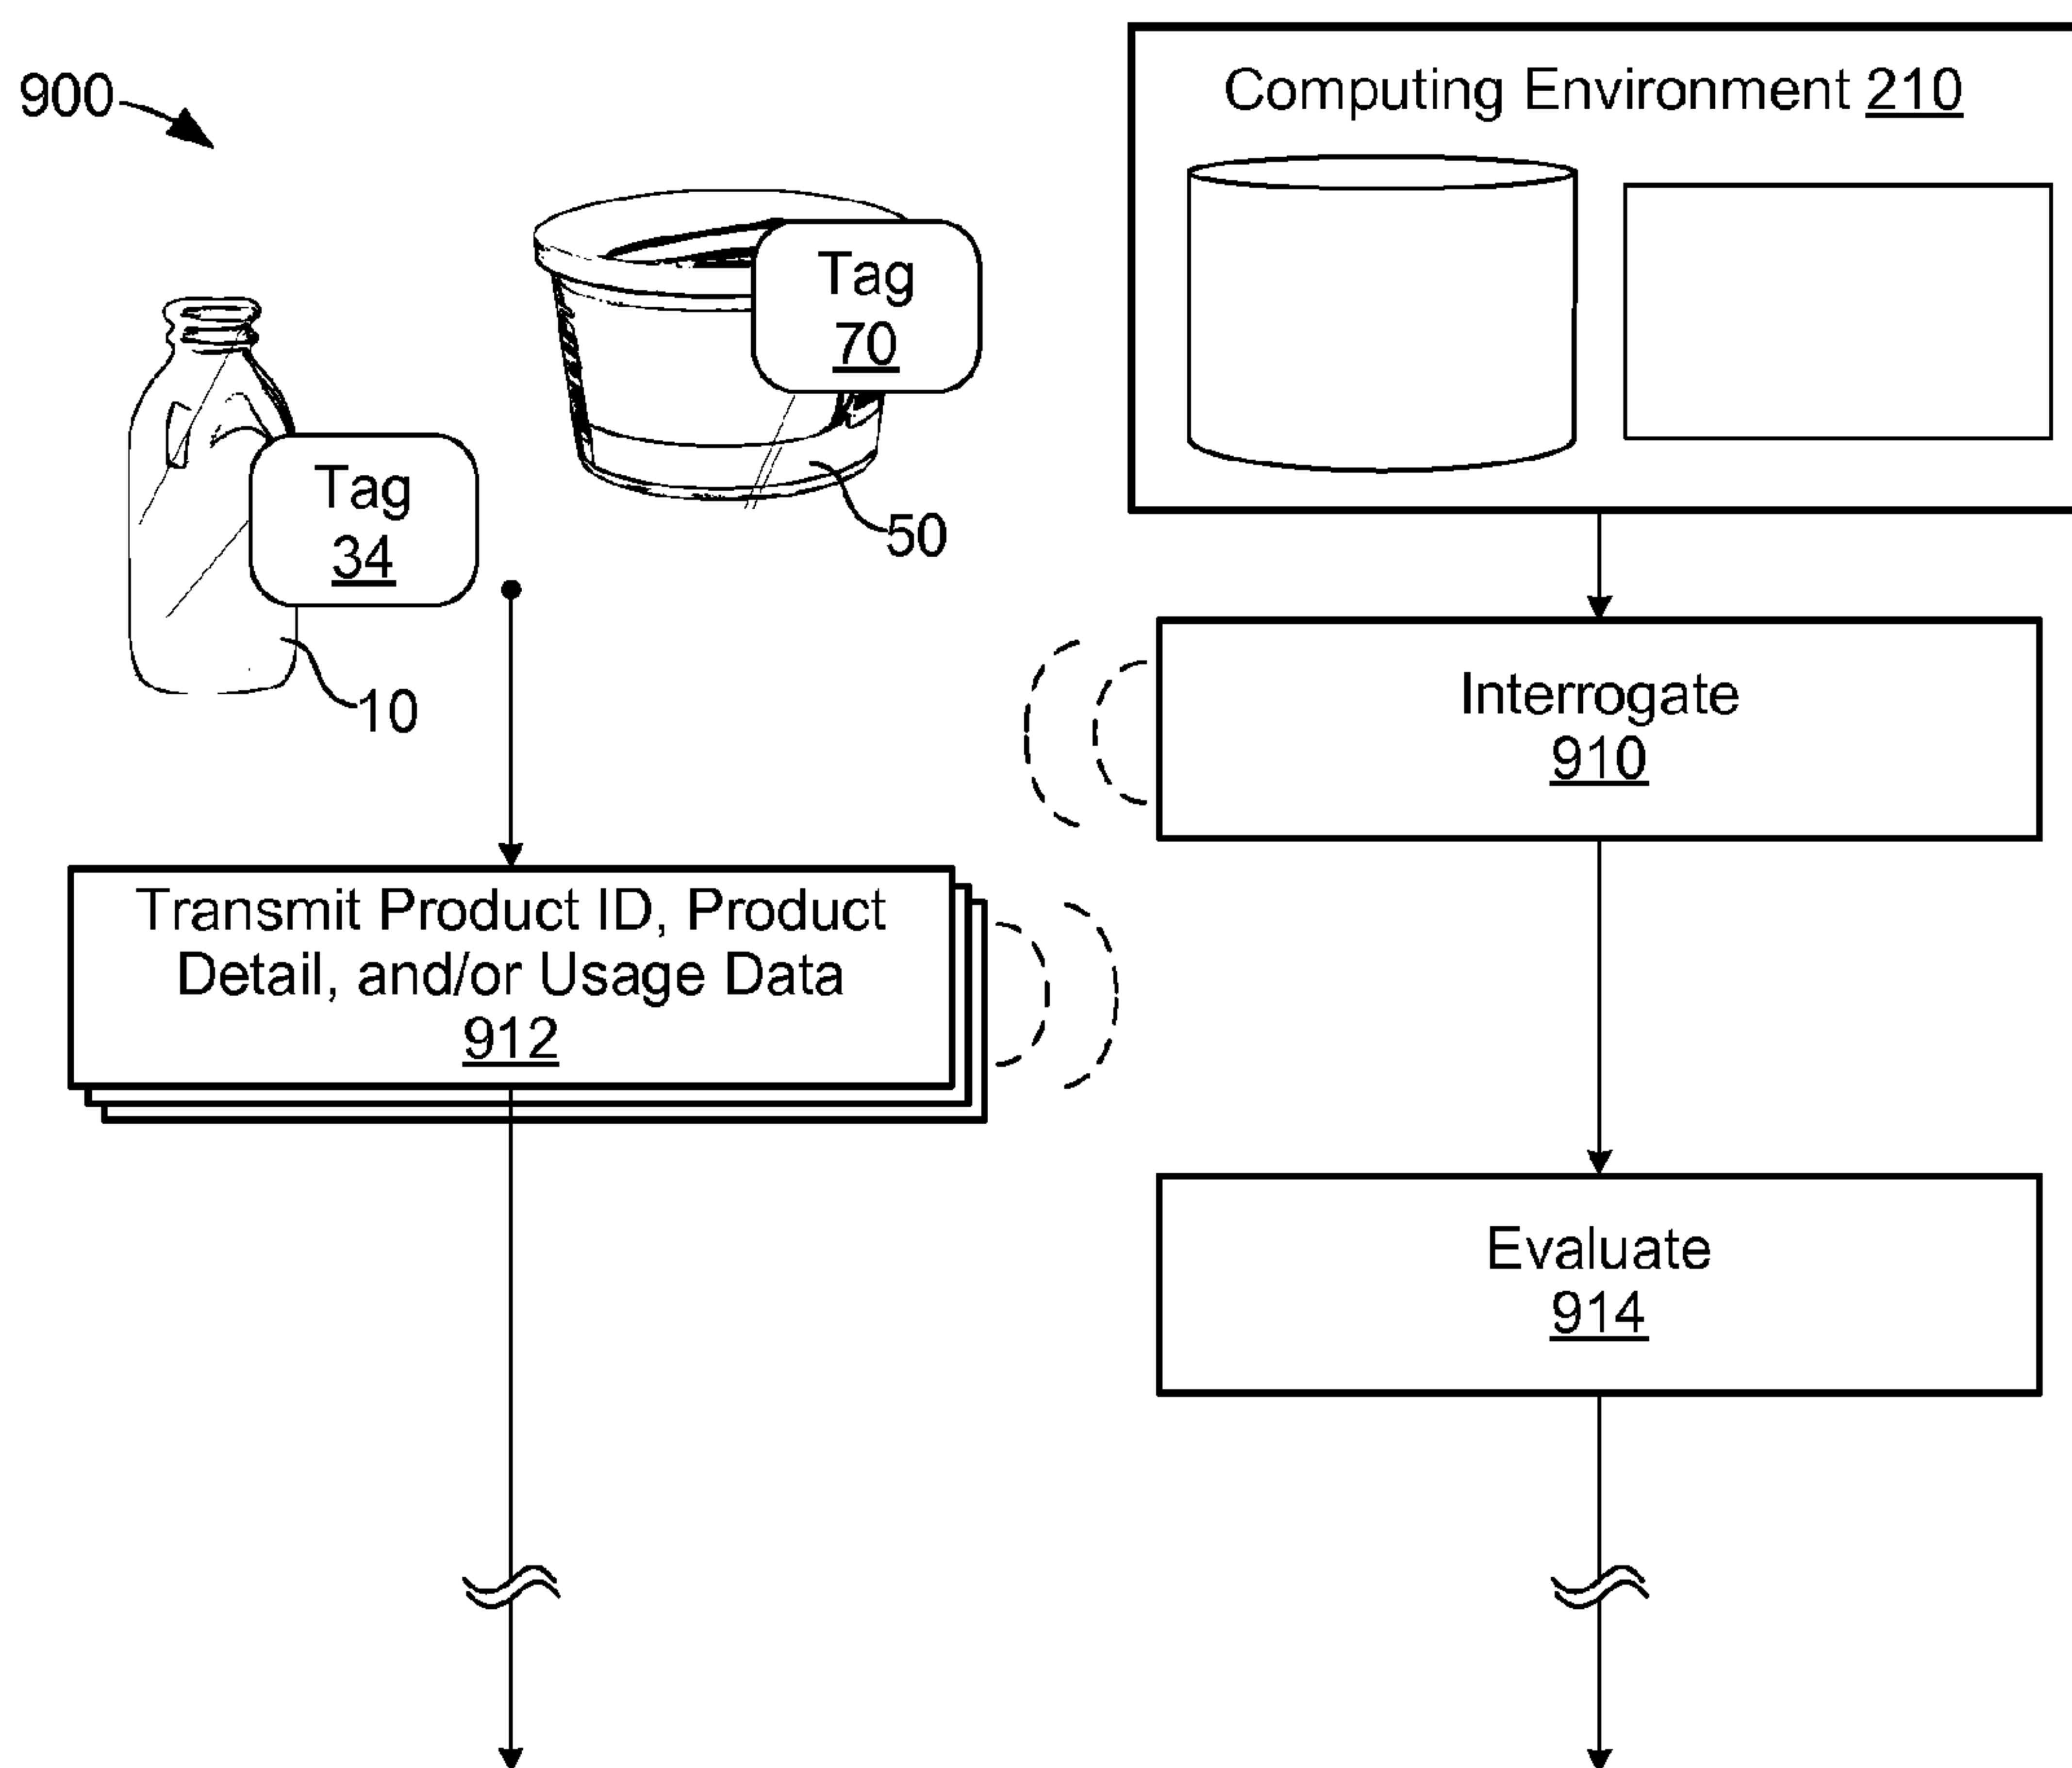 900
Computing Environment 210
Tag
70
Tag
34
50
10
Interrogate
910
Transmit Product ID, Product
Detail, and/or Usage Data
912
Evaluate
914